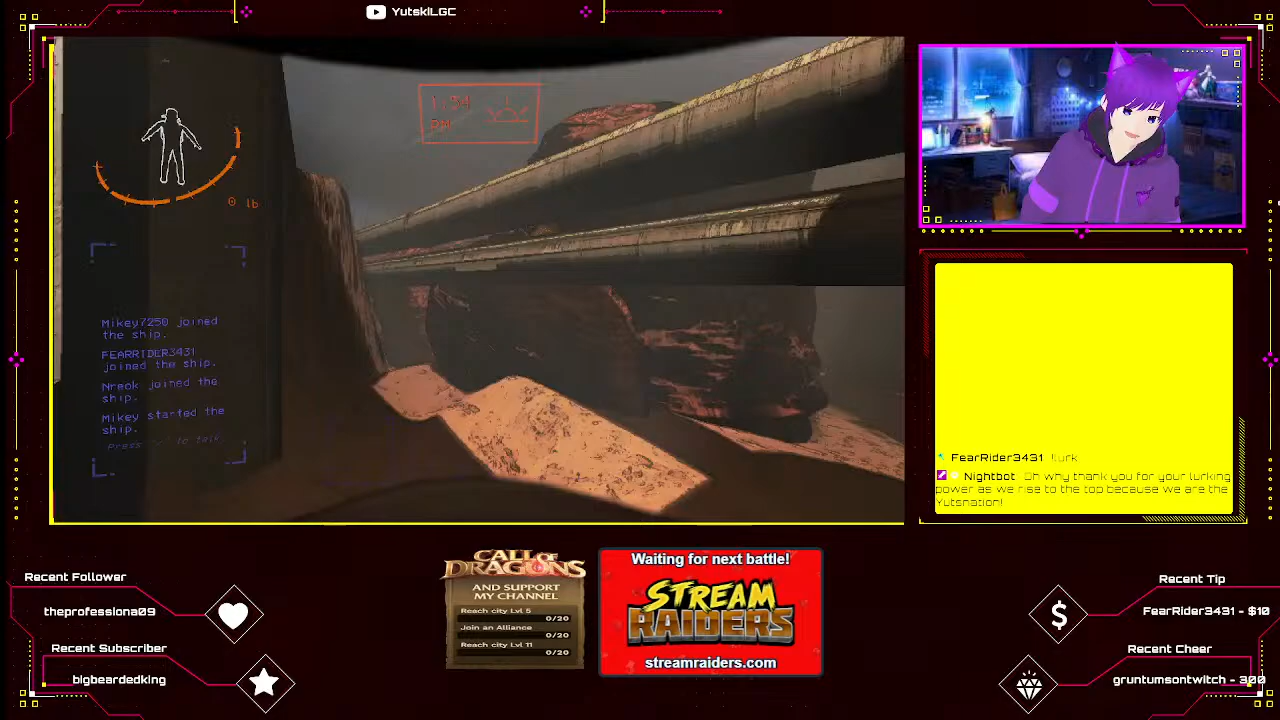 YutskiLGC
1:34
pm
0 lb
Mikey7250 joined
the ship.
FEARRIDER3431
joined the ship.
Nreok joined the
ship.
Mikey started the
ship.
FearRider3431 !lurk
Nightbot Oh why thank you for your lurking
power as we rise to the top because we are the
Yutsnation!
CALL OF
DRAGONS
AND SUPPORT
MY CHANNEL
Reach city Lvl 5
0/20
Join an Alliance
0/20
Reach city Lvl 11
0/20
Waiting for next battle!
STREAM
RAIDERS
streamraiders.com
Recent Follower
theprofessiona09
Recent Subscriber
bigbeardedking
Recent Tip
FearRider3431 - $10
Recent Cheer
gruntumsontwitch - 300